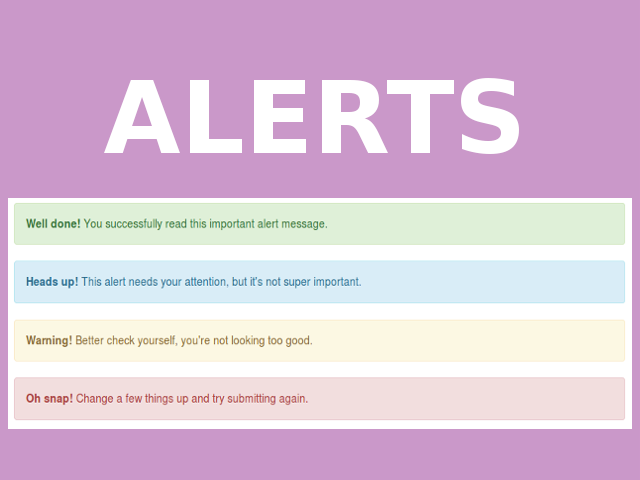 ALERTS
Well done! You successfully read this important alert message.
Heads up! This alert needs your attention, but it's not super important.
Warning! Better check yourself, you're not looking too good.
Oh snap! Change a few things up and try submitting again.